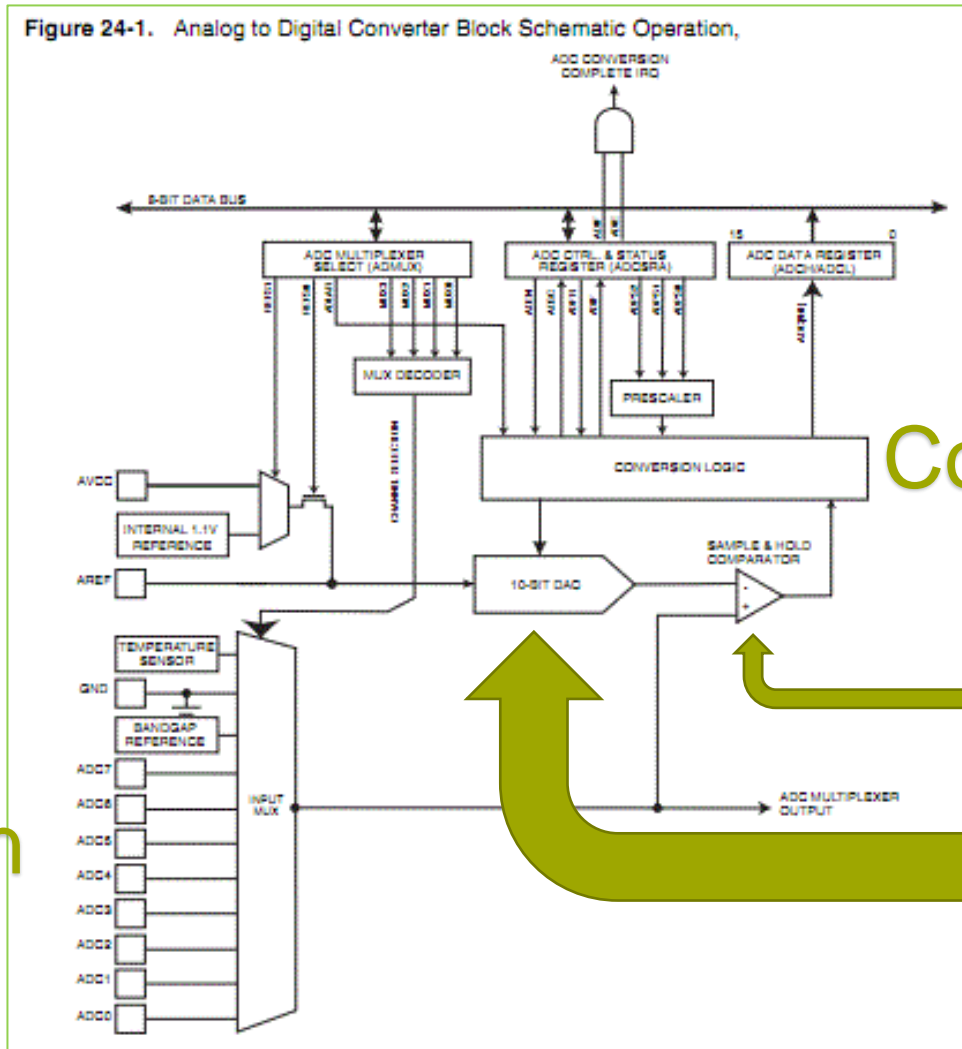 Figure 24-1. Analog to Digital Converter Block Schematic Operation,
ADC CONVERSION
COMPLETE IRQ
8-BIT DATA BUS
15
0
ADC MULTIPLEXER
SELECT (ADMUX)
ADC CTRL. & STATUS
REGISTER (ADCSRA)
ADC DATA REGISTER
(ADCH/ADCL)
MUX DECODER
PRESCALER
CONVERSION LOGIC
Co
AVCC
INTERNAL 1.1V
REFERENCE
AREF
SAMPLE & HOLD
COMPARATOR
10-BIT DAC
-
+
TEMPERATURE
SENSOR
GND
BANDGAP
REFERENCE
ADC7
ADC6
ADC5
ADC4
ADC3
ADC2
ADC1
ADC0
INPUT
MUX
ADC MULTIPLEXER
OUTPUT
n